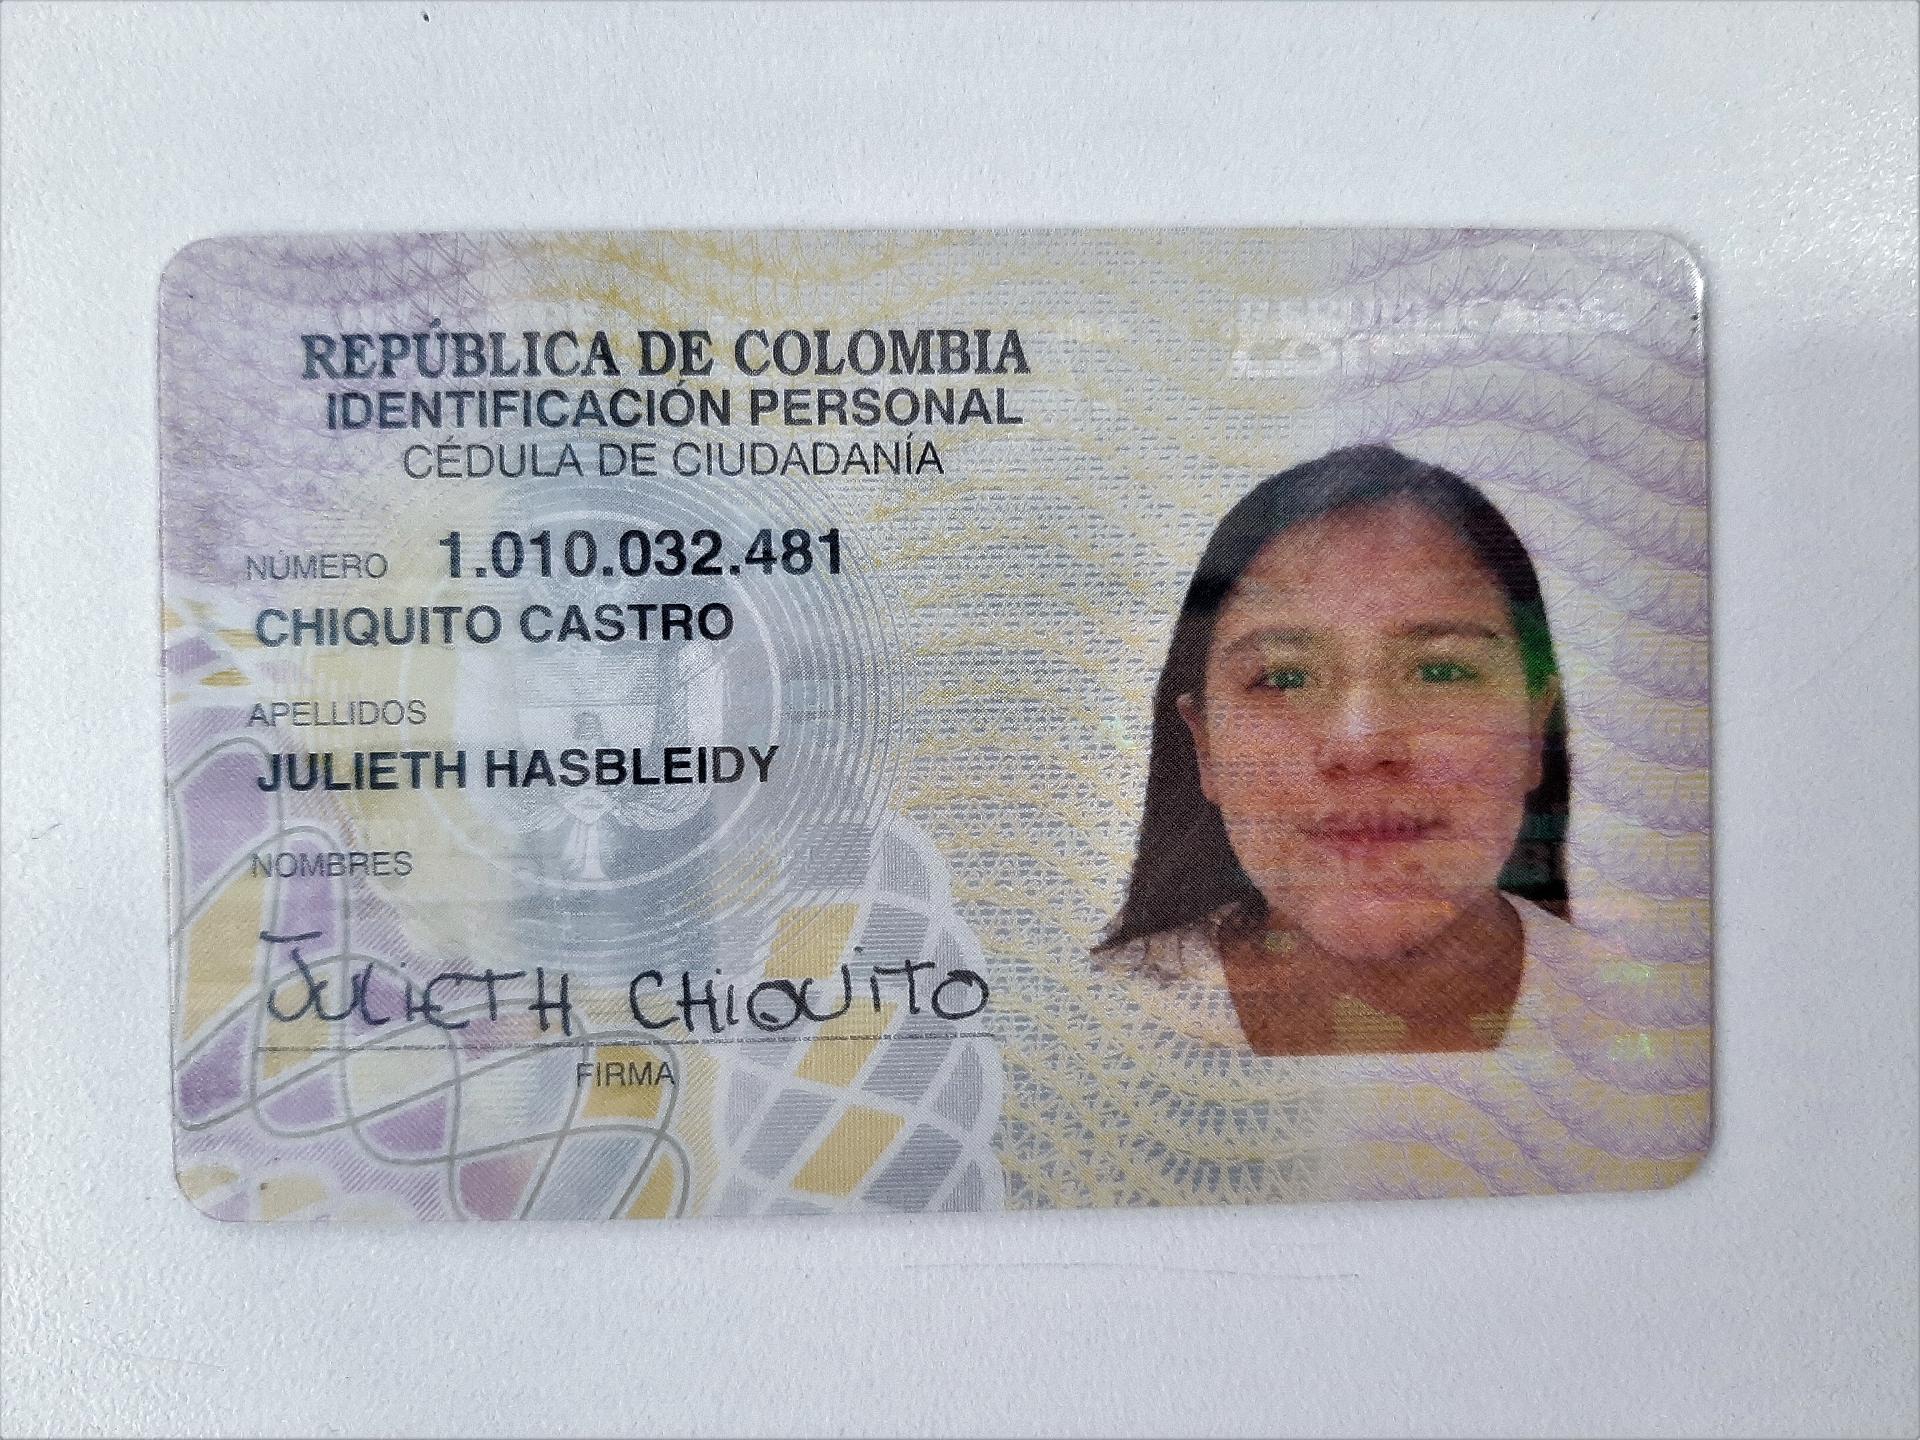 REPÚBLICA DE COLOMBIA
IDENTIFICACIÓN PERSONAL
CÉDULA DE CIUDADANÍA
NÚMERO 1.010.032.481
CHIQUITO CASTRO
APELLIDOS
JULIETH HASBLEIDY
NOMBRES
JULIETH CHIQUITO
FIRMA